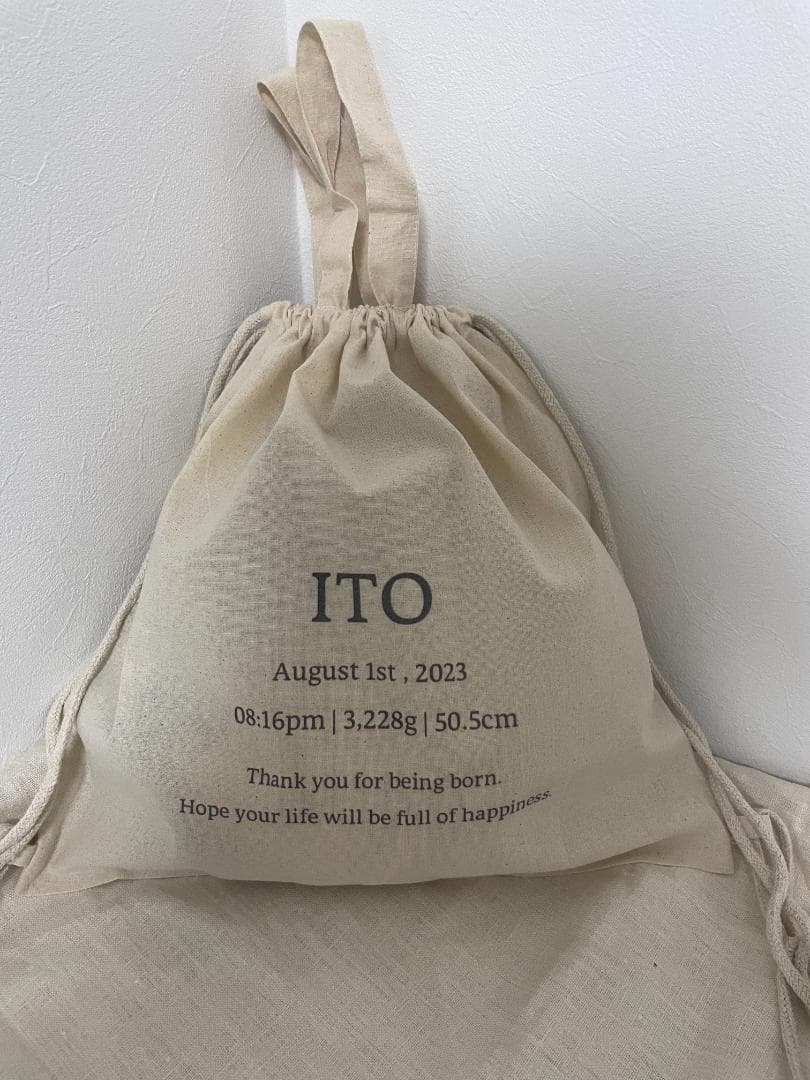 ITO
August 1st , 2023
08:16pm | 3,228g | 50.5cm
Thank you for being born.
Hope your life will be full of happiness.